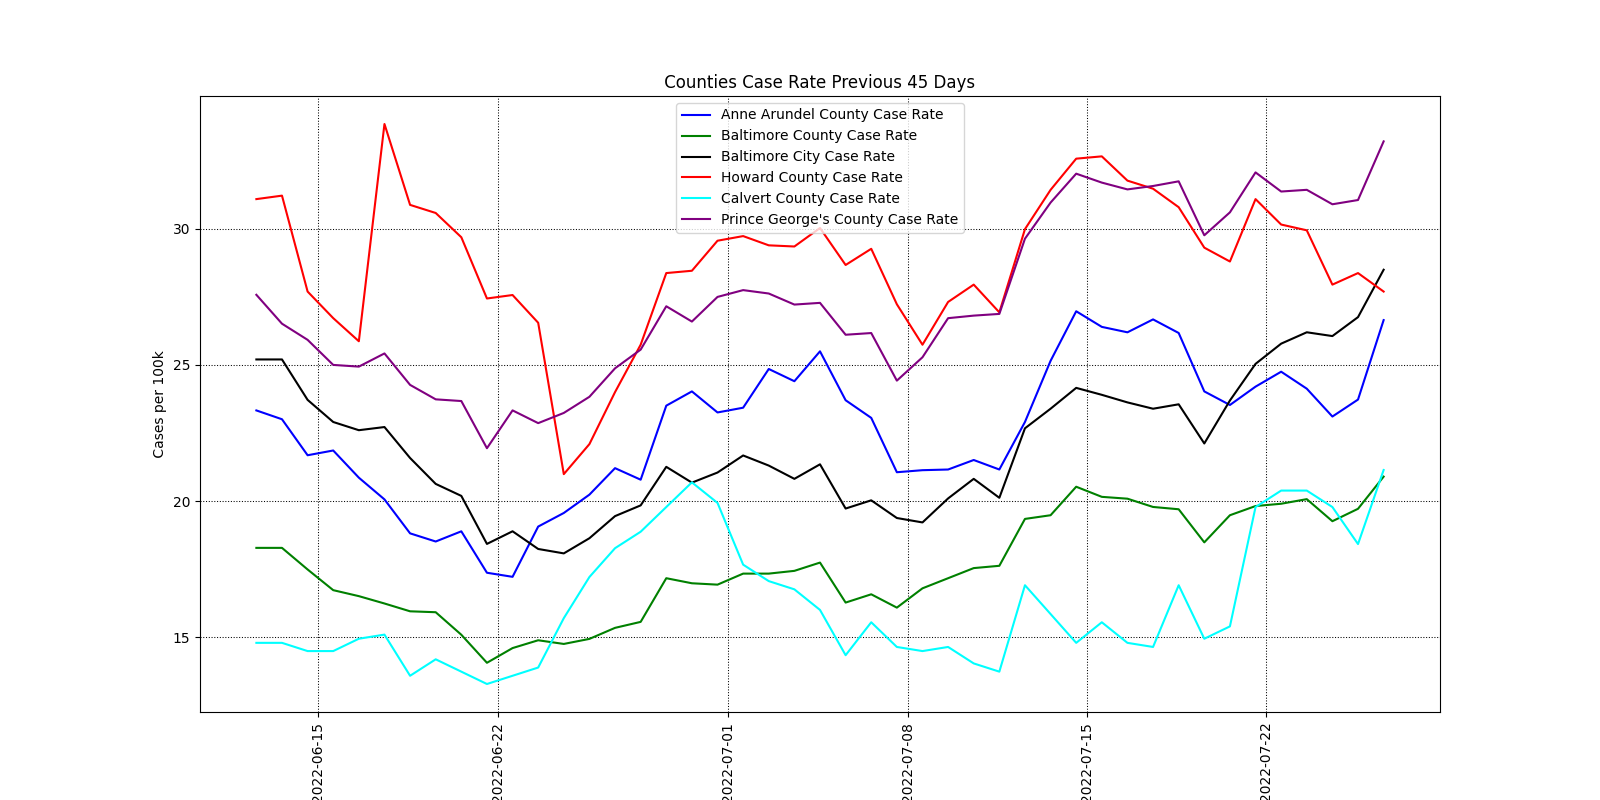 Counties Case Rate Previous 45 Days
Anne Arundel County Case Rate
Baltimore County Case Rate
Baltimore City Case Rate
Howard County Case Rate
Calvert County Case Rate
Prince George's County Case Rate
Cases per 100k
30
25
20
15
2022-06-15
2022-06-22
2022-07-01
2022-07-08
2022-07-15
2022-07-22